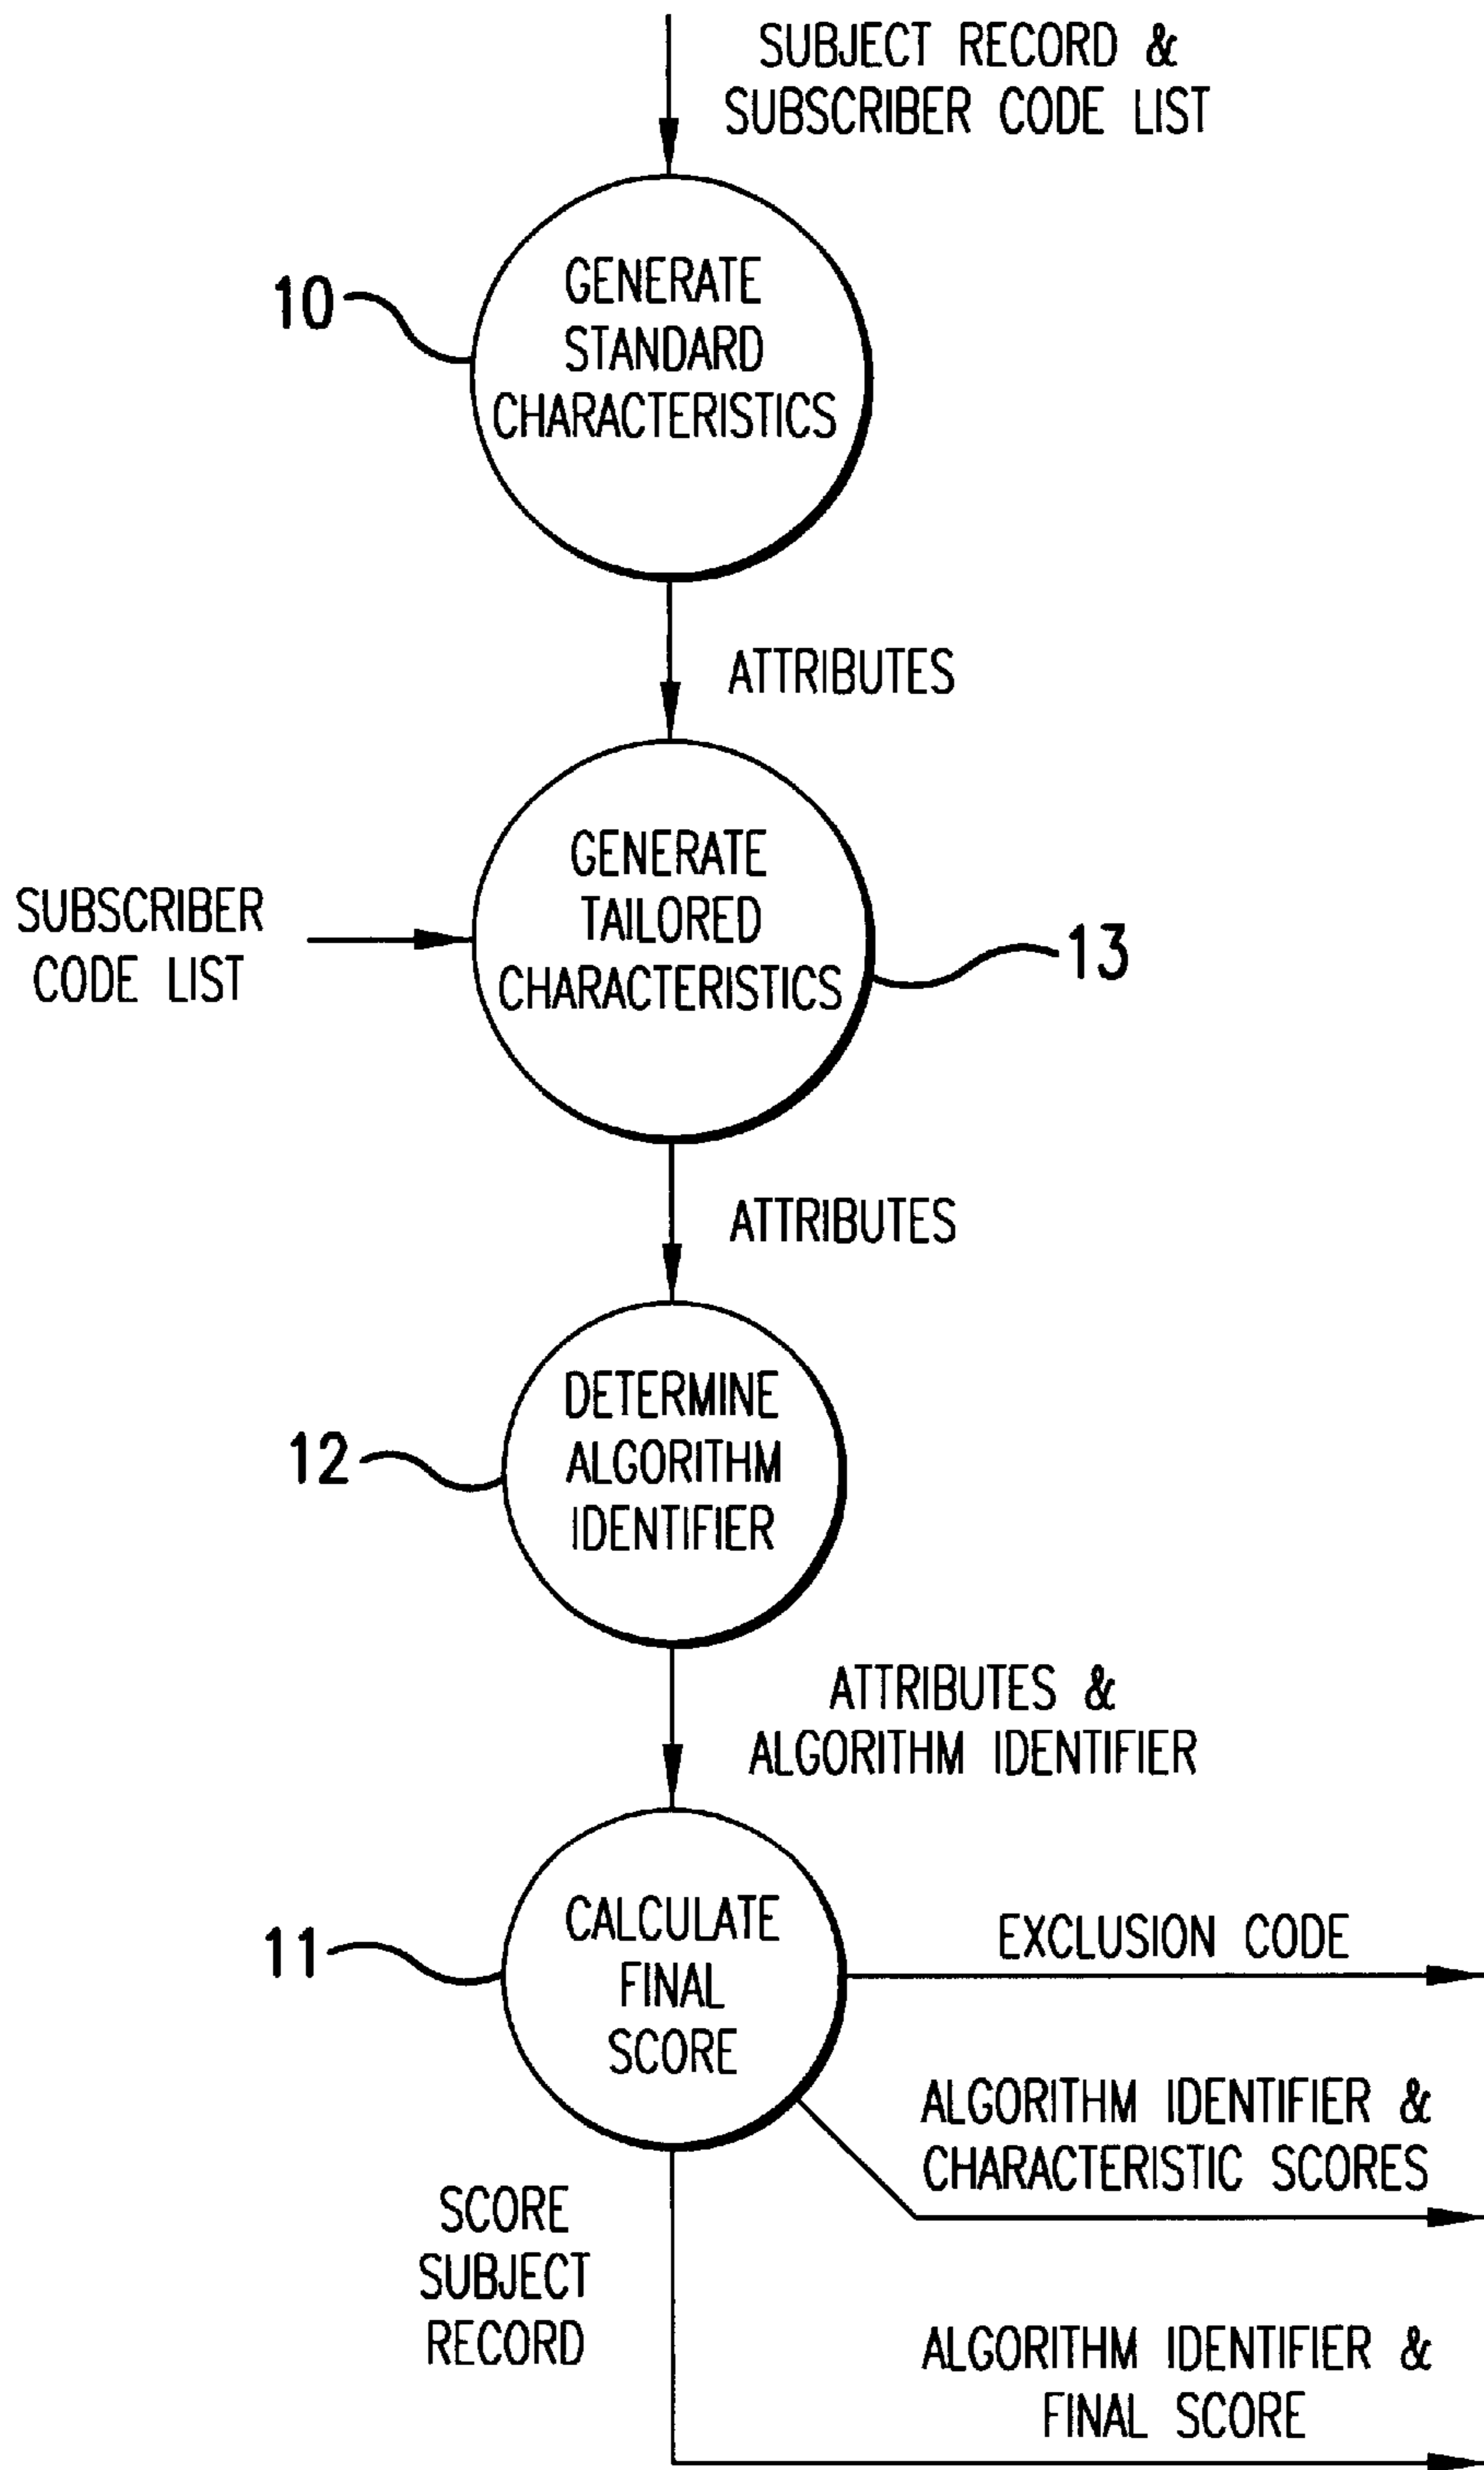 SUBJECT RECORD &
SUBSCRIBER CODE LIST
10
GENERATE
STANDARD
CHARACTERISTICS
ATTRIBUTES
SUBSCRIBER
CODE LIST
GENERATE
TAILORED
CHARACTERISTICS
13
ATTRIBUTES
12
DETERMINE
ALGORITHM
IDENTIFIER
ATTRIBUTES &
ALGORITHM IDENTIFIER
11
CALCULATE
FINAL
SCORE
EXCLUSION CODE
ALGORITHM IDENTIFIER &
CHARACTERISTIC SCORES
SCORE
SUBJECT
RECORD
ALGORITHM IDENTIFIER &
FINAL SCORE